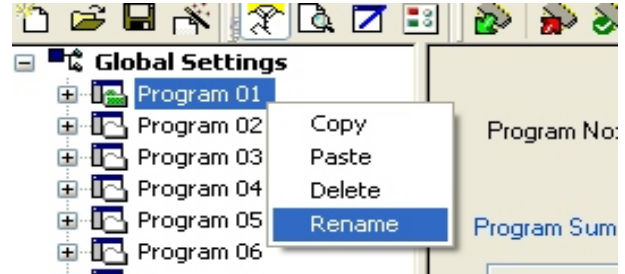 Global Settings
Program 01
Program 02
Program 03
Program 04
Program 05
Program 06
Copy
Paste
Delete
Rename
Program No:
Program Sum